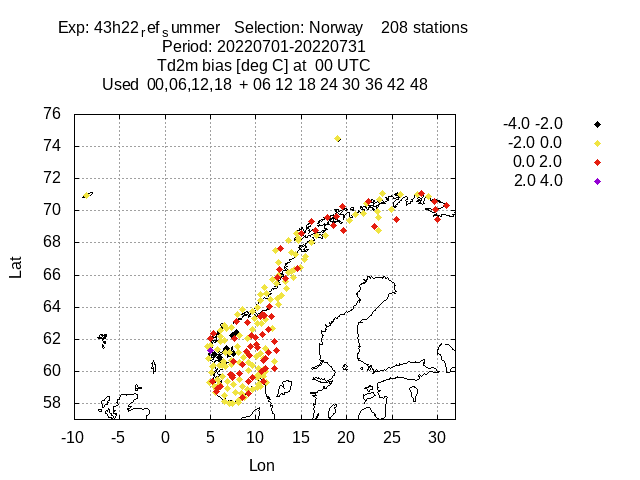 Exp: 43h22ref summer Selection: Norway 208 stations
Period: 20220701-20220731
Td2m bias [deg C] at 00 UTC
Used 00,06,12,18 + 06 12 18 24 30 36 42 48
-4.0 -2.0
-2.0 0.0
0.0 2.0
2.0 4.0
76
74
72
70
68
66
64
62
60
58
Lat
-10 -5 0 5 10 15 20 25 30
Lon